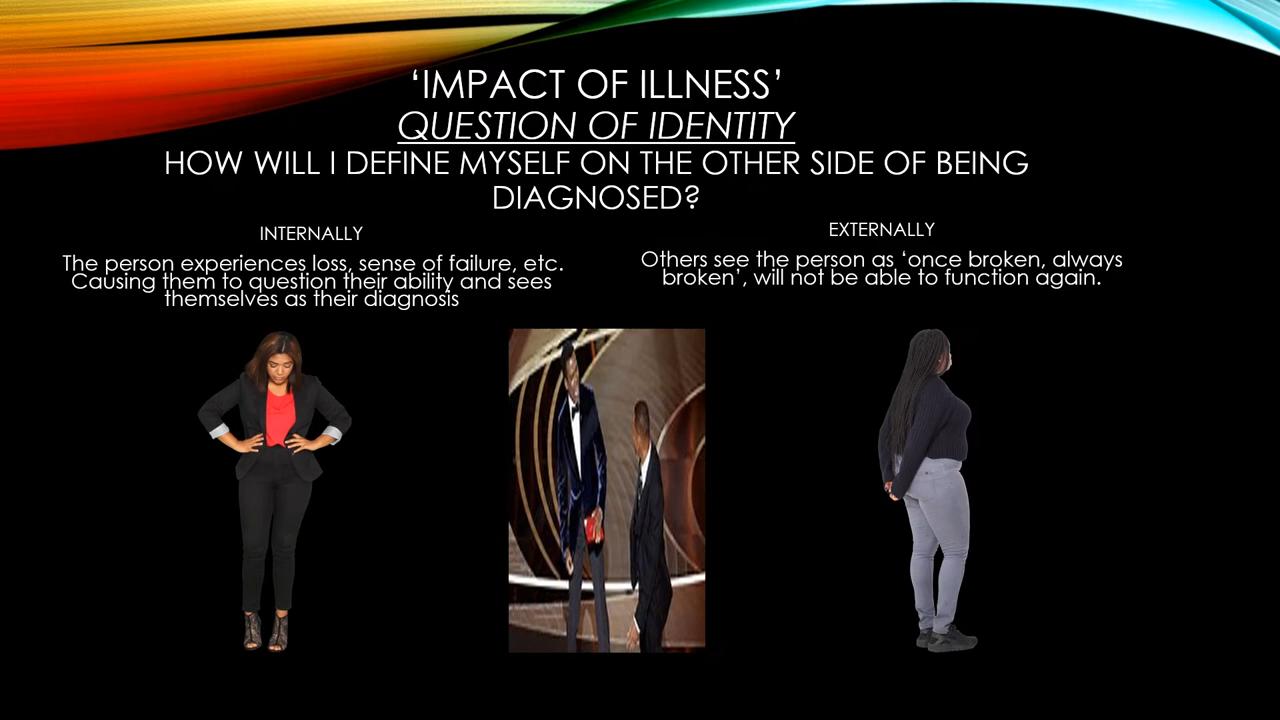 ‘IMPACT OF ILLNESS’
QUESTION OF IDENTITY
HOW WILL I DEFINE MYSELF ON THE OTHER SIDE OF BEING
DIAGNOSED?
INTERNALLY
The person experiences loss, sense of failure, etc.
Causing them to question their ability and sees
themselves as their diagnosis
EXTERNALLY
Others see the person as ‘once broken, always
broken’, will not be able to function again.